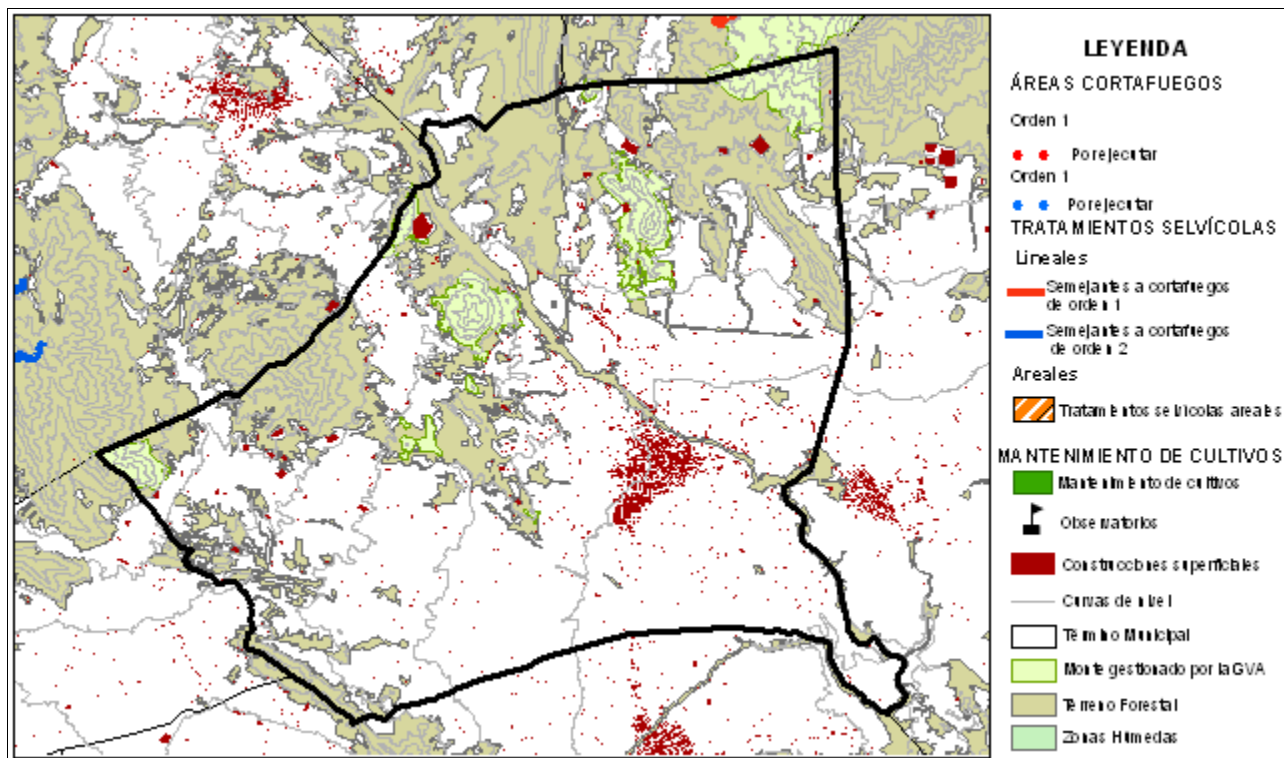 LEYENDA
ÁREAS CORTAFUEGOS
Orden 1
Por ejecutar
Orden 1
Por ejecutar
TRATAMIENTOS SELVÍCOLAS
Lineales
Semejantes a cortafuegos
de orden 1
Semejantes a cortafuegos
de orden 2
Areales
Tratamientos selvícolas areales
MANTENIMIENTO DE CULTIVOS
Mantenimiento de cultivos
Observatorios
Construcciones superficiales
Curvas de nivel
Término Municipal
Monte gestionado por la GVA
Terreno Forestal
Zonas Húmedas